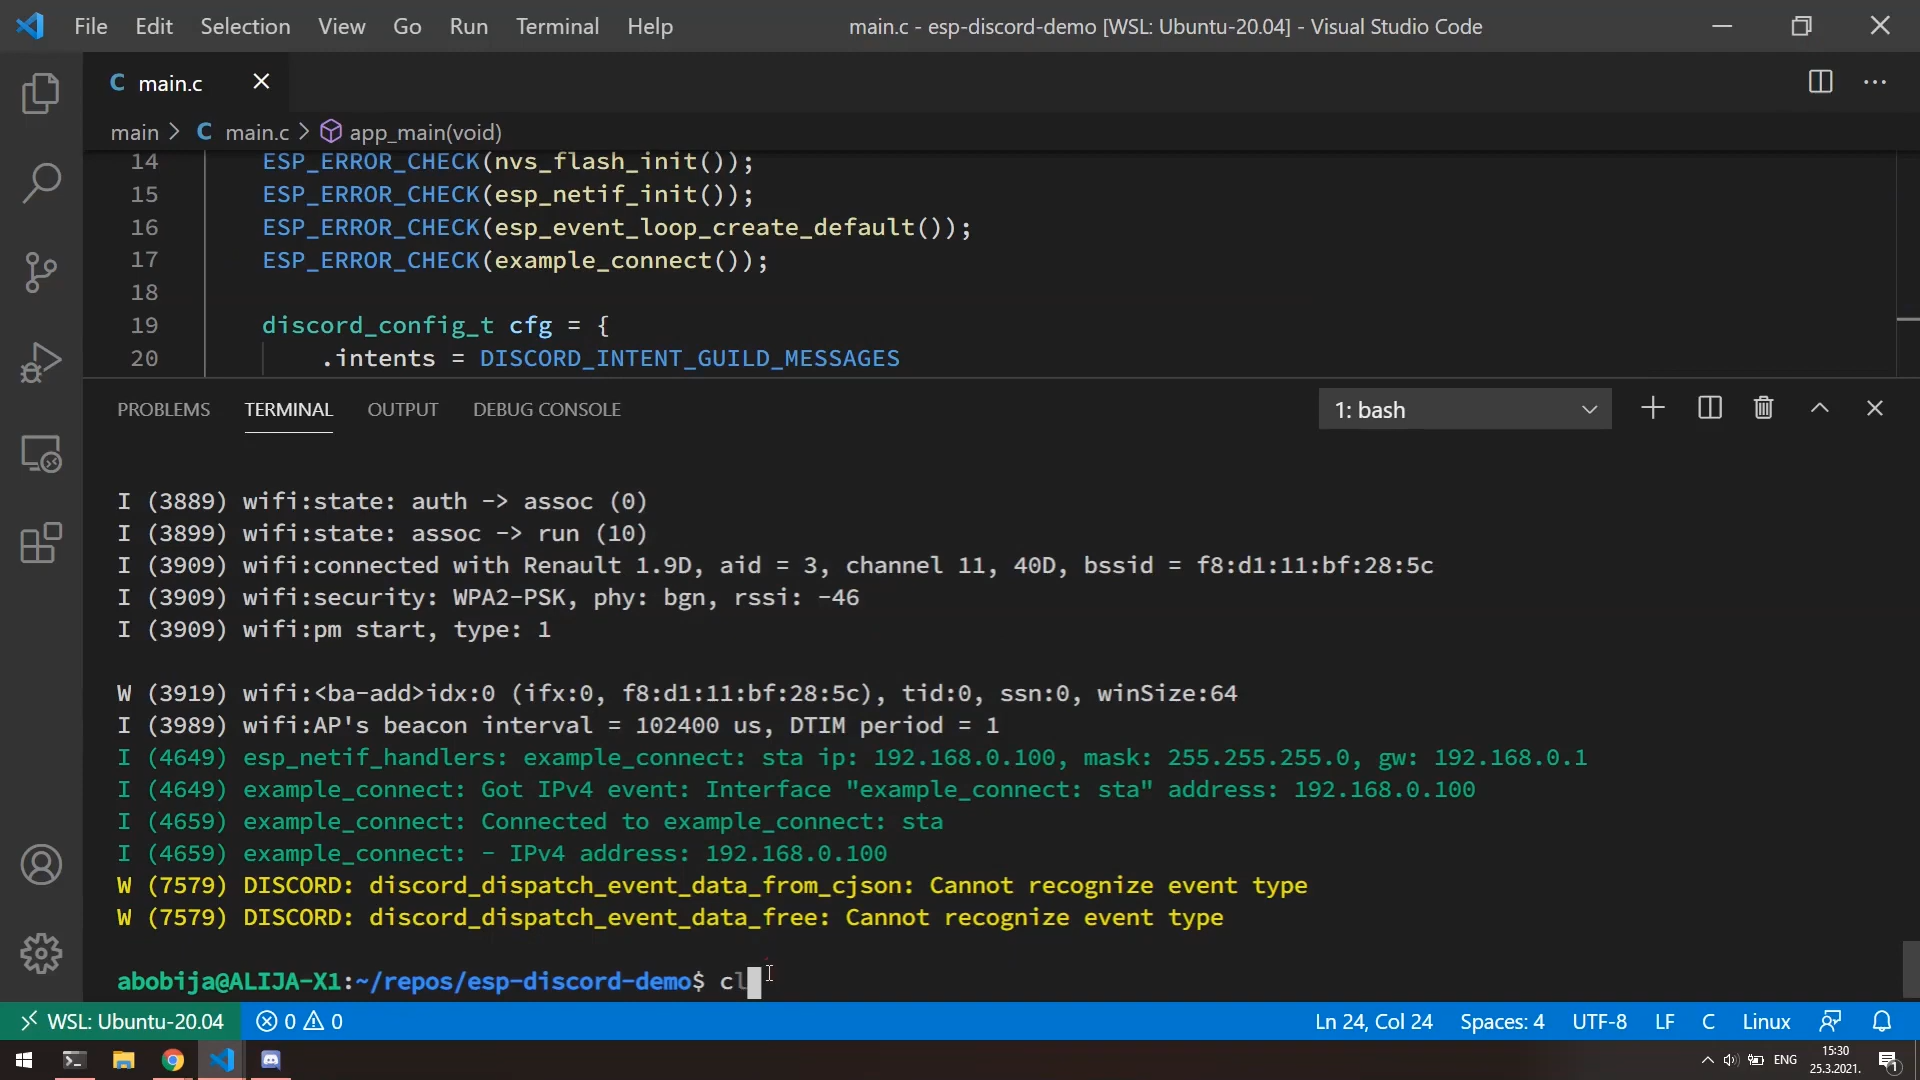 File Edit Selection View Go Run Terminal Help
main.c - esp-discord-demo [WSL: Ubuntu-20.04] - Visual Studio Code
C main.c
main > C main.c > app_main(void)
14 ESP_ERROR_CHECK(nvs_flash_init());
15 ESP_ERROR_CHECK(esp_netif_init());
16 ESP_ERROR_CHECK(esp_event_loop_create_default());
17 ESP_ERROR_CHECK(example_connect());
18
19 discord_config_t cfg = {
20 .intents = DISCORD_INTENT_GUILD_MESSAGES
PROBLEMS TERMINAL OUTPUT DEBUG CONSOLE
1: bash
I (3889) wifi:state: auth -> assoc (0)
I (3899) wifi:state: assoc -> run (10)
I (3909) wifi:connected with Renault 1.9D, aid = 3, channel 11, 40D, bssid = f8:d1:11:bf:28:5c
I (3909) wifi:security: WPA2-PSK, phy: bgn, rssi: -46
I (3909) wifi:pm start, type: 1
W (3919) wifi:<ba-add>idx:0 (ifx:0, f8:d1:11:bf:28:5c), tid:0, ssn:0, winSize:64
I (3989) wifi:AP's beacon interval = 102400 us, DTIM period = 1
I (4649) esp_netif_handlers: example_connect: sta ip: 192.168.0.100, mask: 255.255.255.0, gw: 192.168.0.1
I (4649) example_connect: Got IPv4 event: Interface "example_connect: sta" address: 192.168.0.100
I (4659) example_connect: Connected to example_connect: sta
I (4659) example_connect: - IPv4 address: 192.168.0.100
W (7579) DISCORD: discord_dispatch_event_data_from_cjson: Cannot recognize event type
W (7579) DISCORD: discord_dispatch_event_data_free: Cannot recognize event type
abobija@ALIJA-X1:~/repos/esp-discord-demo$ cl
WSL: Ubuntu-20.04 0 0 Ln 24, Col 24 Spaces: 4 UTF-8 LF C Linux
ENG
15:30
25.3.2021.
1